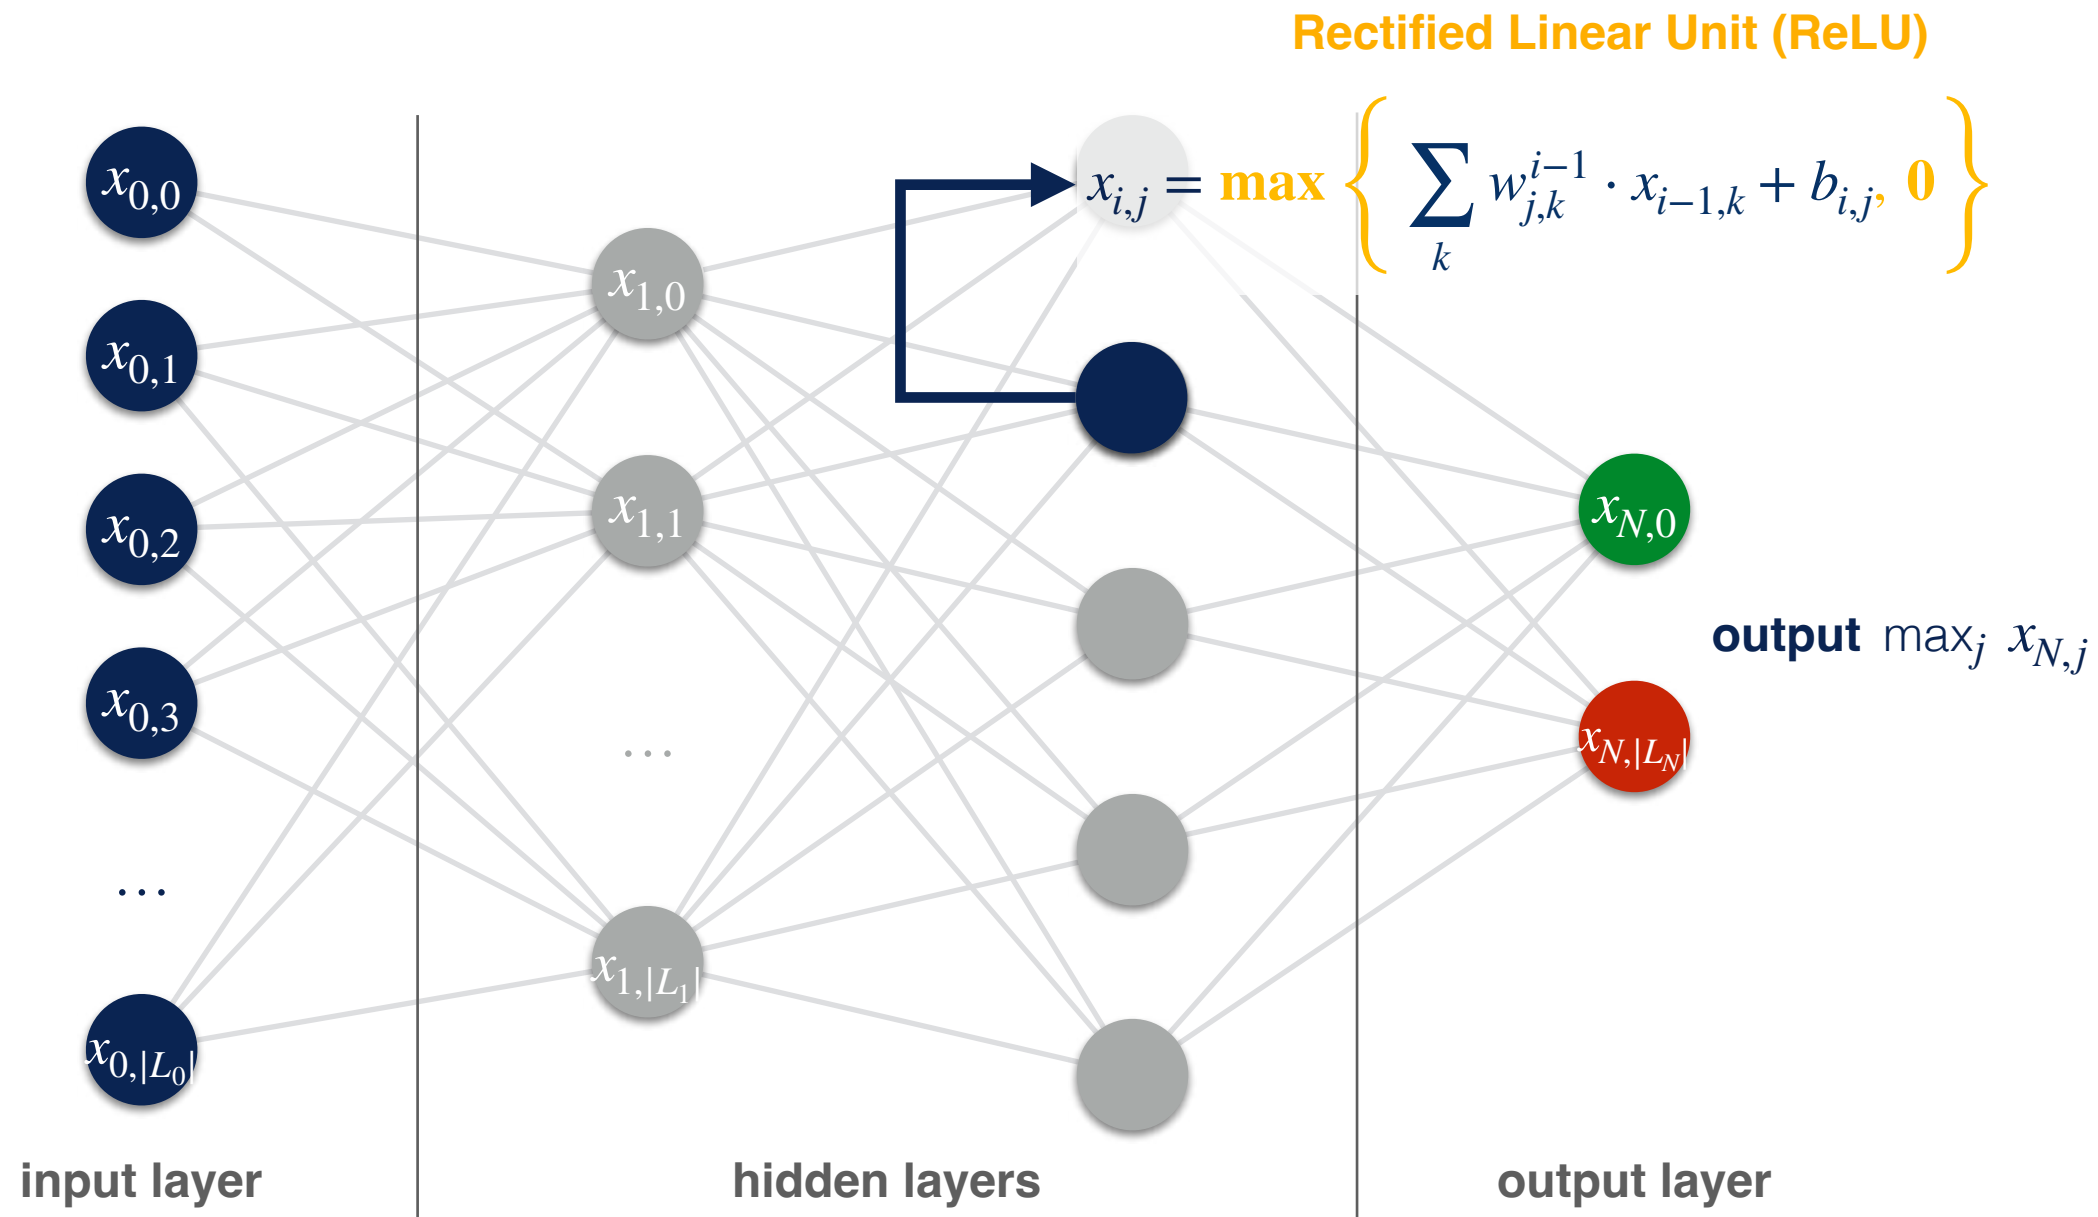 Rectified Linear Unit (ReLU)
x_{i,j} = max { ∑_k w_{j,k}^{i−1} · x_{i−1,k} + b_{i,j}, 0 }
x_{0,0}
x_{0,1}
x_{0,2}
x_{0,3}
…
x_{0,|L_0|}
x_{1,0}
x_{1,1}
…
x_{1,|L_1|}
x_{N,0}
x_{N,|L_N|}
output max_j x_{N,j}
input layer
hidden layers
output layer